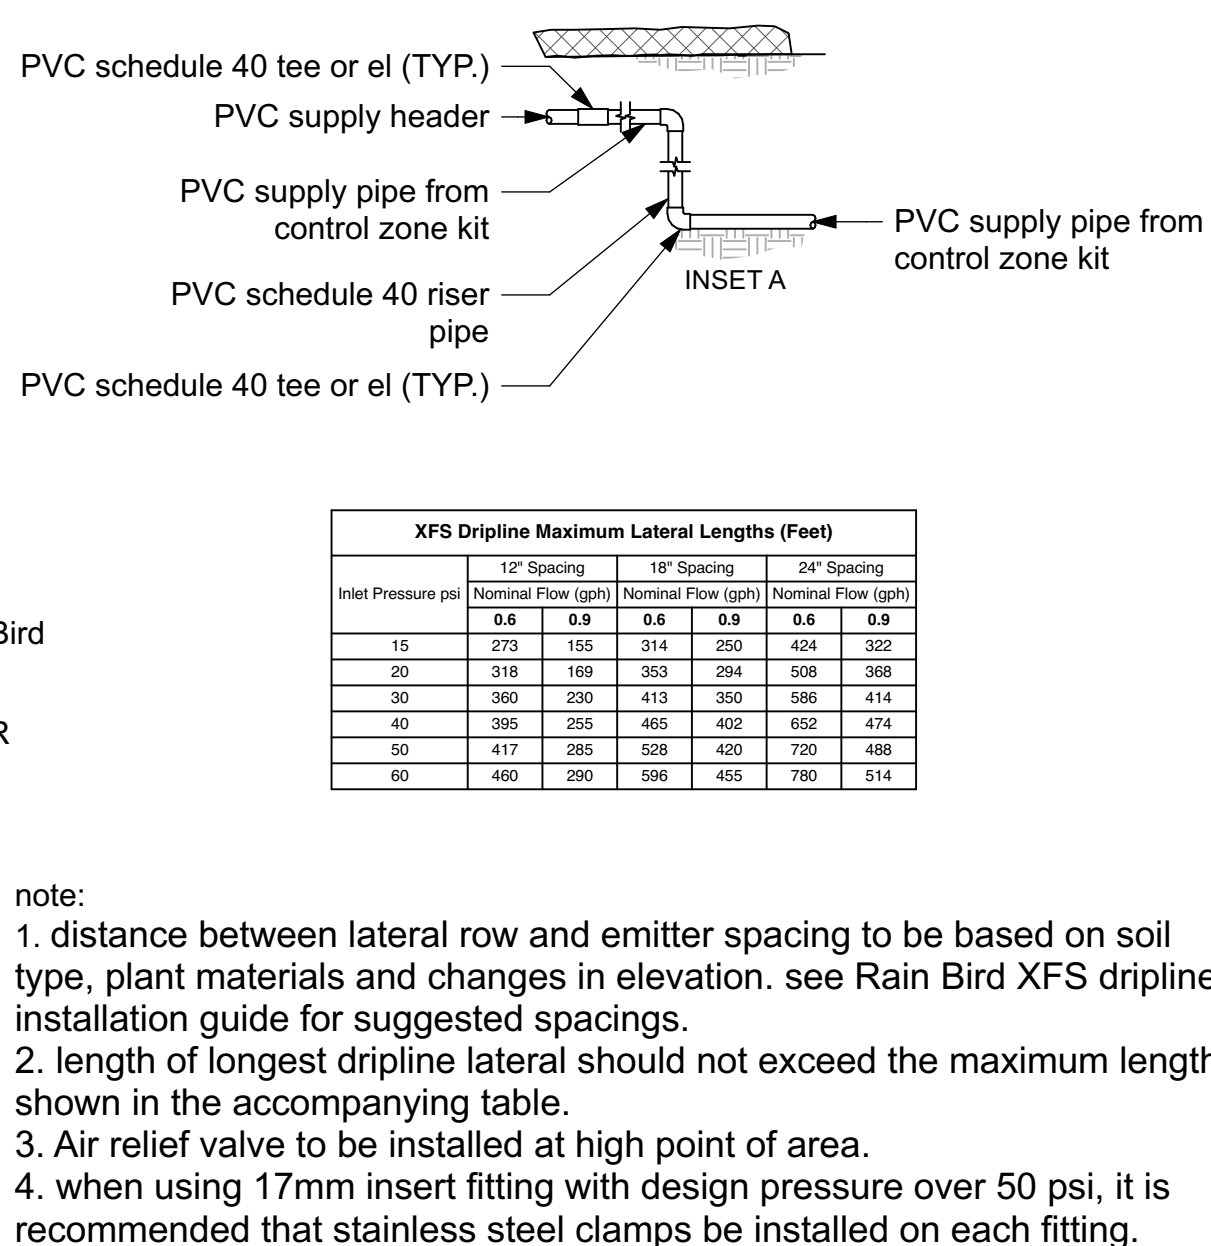 PVC schedule 40 tee or el (TYP.)
PVC supply header
PVC supply pipe from
control zone kit
PVC supply pipe from
control zone kit
INSET A
PVC schedule 40 riser
pipe
PVC schedule 40 tee or el (TYP.)
XFS Dripline Maximum Lateral Lengths (Feet)
12" Spacing 18" Spacing 24" Spacing
Inlet Pressure psi Nominal Flow (gph) Nominal Flow (gph) Nominal Flow (gph)
0.6 0.9 0.6 0.9 0.6 0.9
15 273 155 314 250 424 322
20 318 169 353 294 508 368
30 360 230 413 350 586 414
40 395 255 465 402 652 474
50 417 285 528 420 720 488
60 460 290 596 455 780 514
Bird
R
note:
1. distance between lateral row and emitter spacing to be based on soil
type, plant materials and changes in elevation. see Rain Bird XFS dripline
installation guide for suggested spacings.
2. length of longest dripline lateral should not exceed the maximum length
shown in the accompanying table.
3. Air relief valve to be installed at high point of area.
4. when using 17mm insert fitting with design pressure over 50 psi, it is
recommended that stainless steel clamps be installed on each fitting.